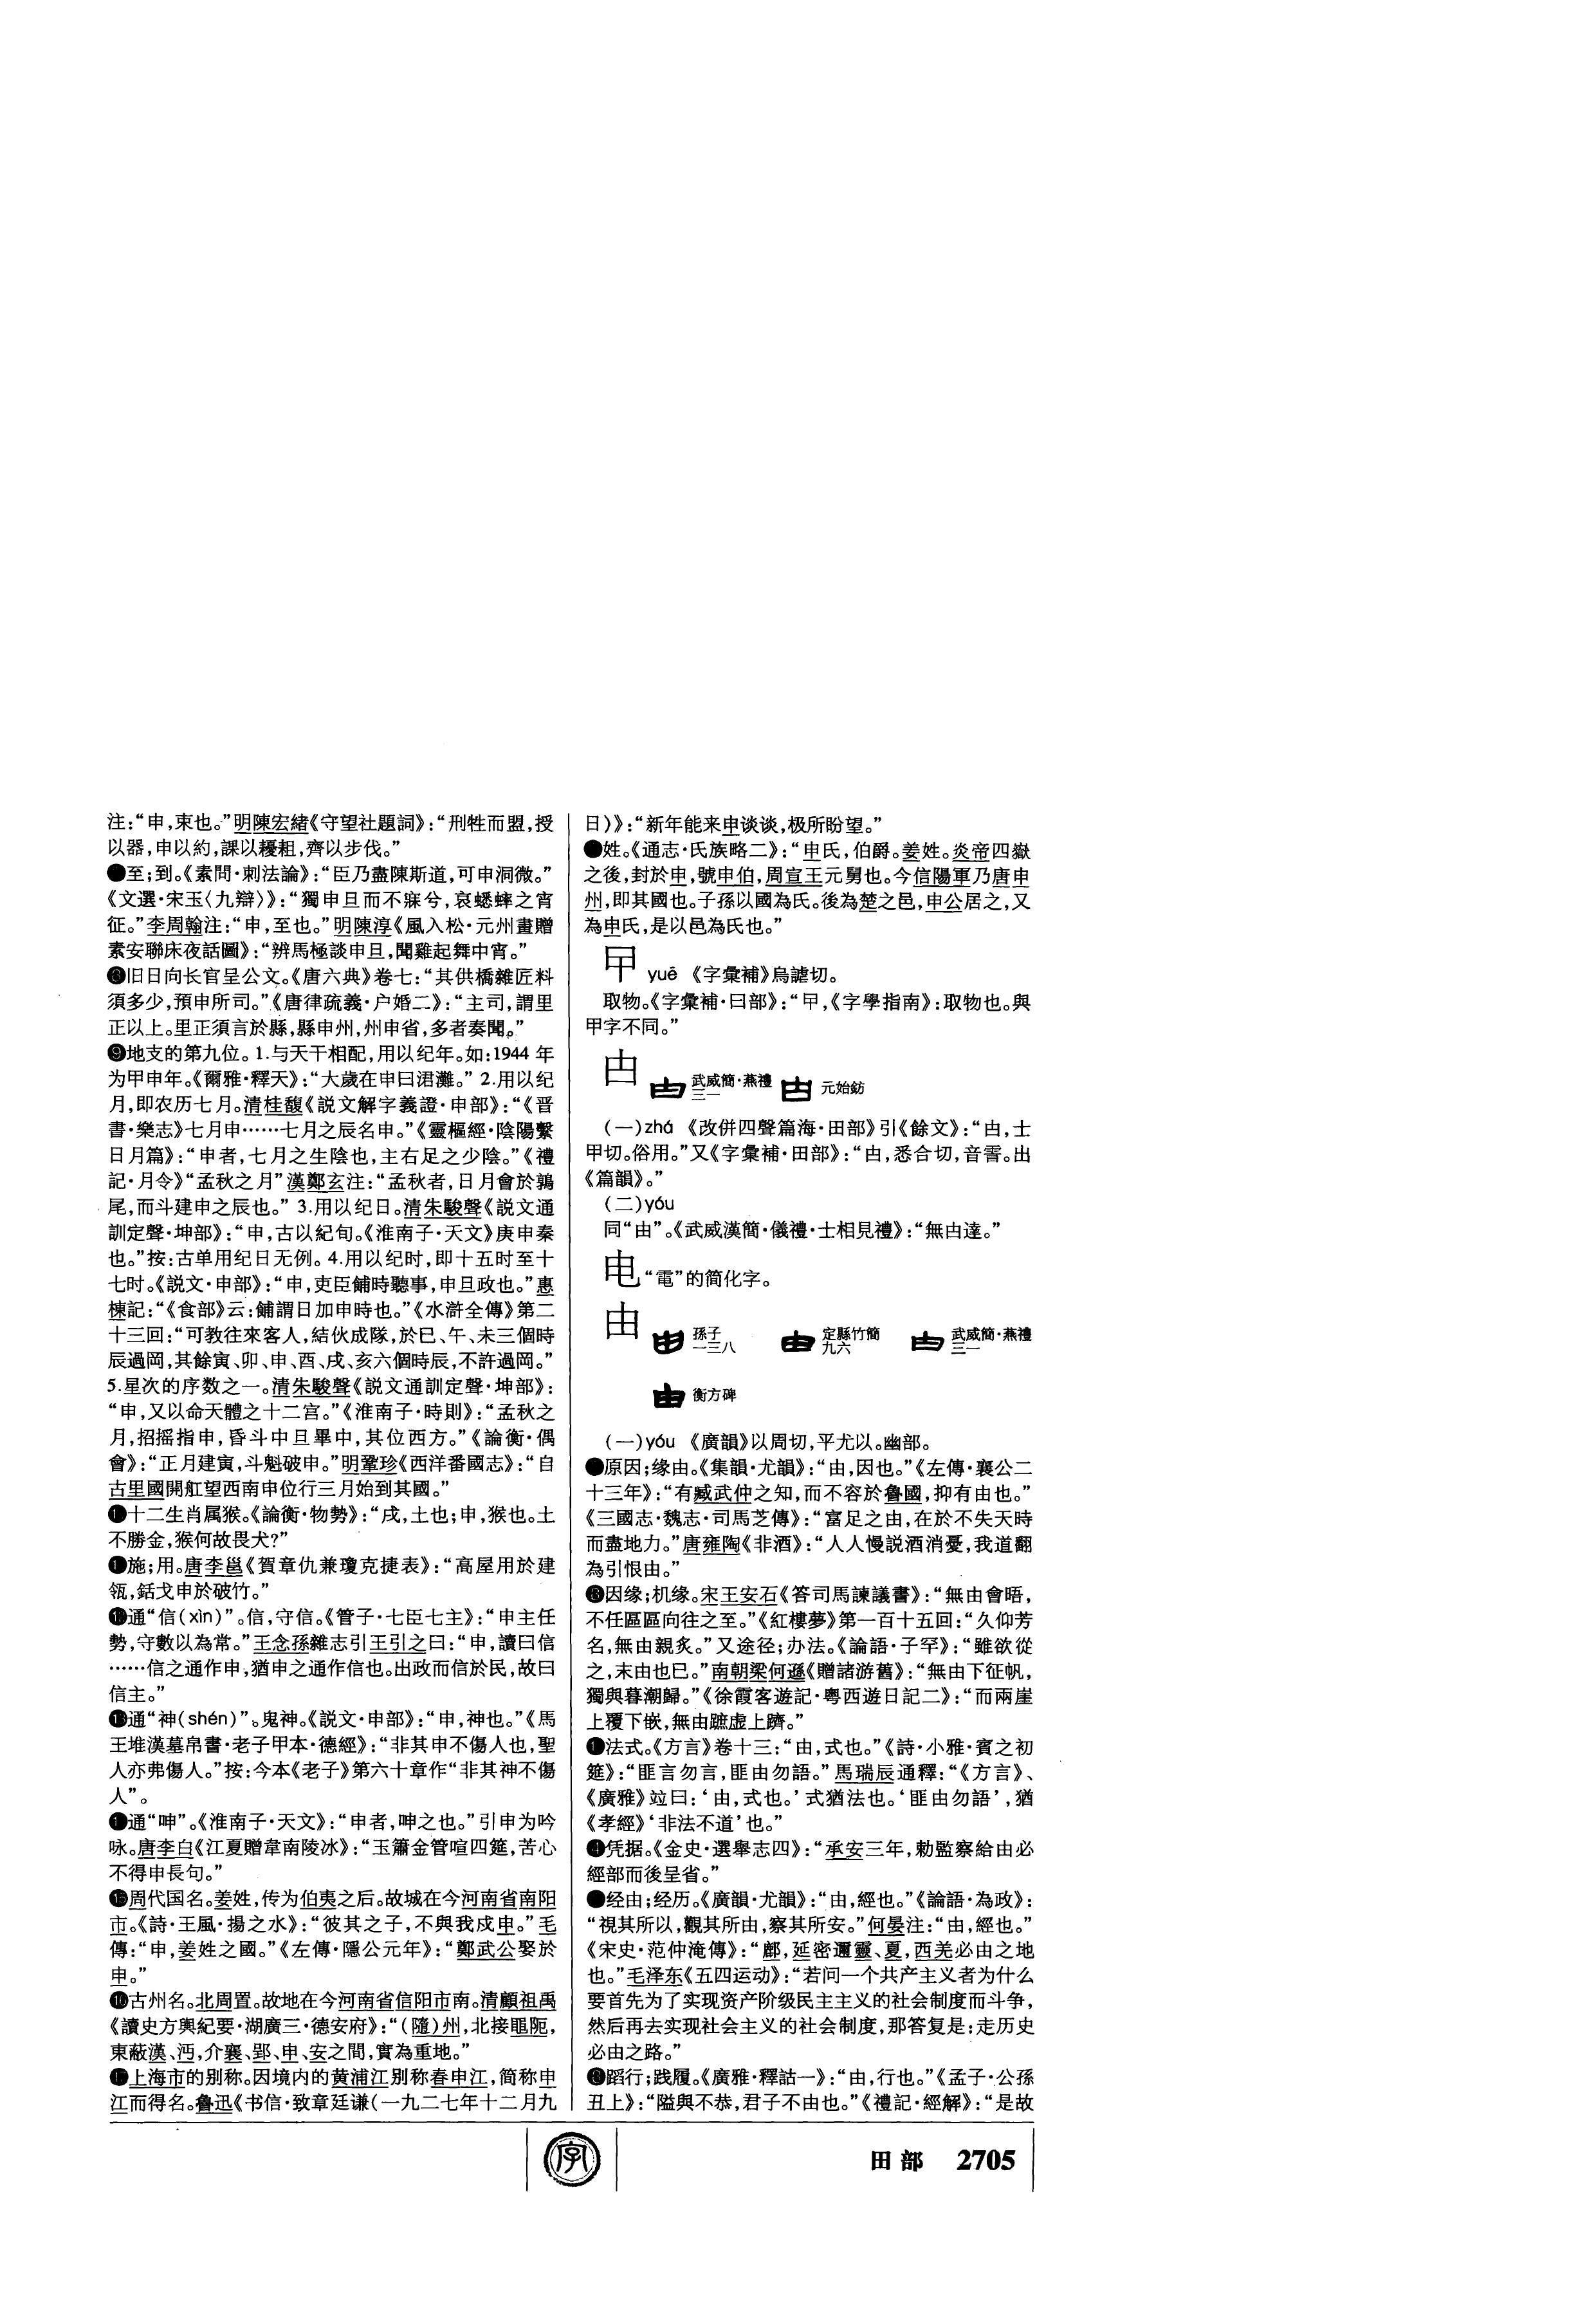 注：“申，束也。”明陳宏緒《守望社題詞》：“刑牲而盟，授
以器，申以約，課以耰耝，齊以步伐。”
●至；到。《素問·刺法論》：“臣乃盡陳斯道，可申洞微。”
《文選·宋玉〈九辯〉》：“獨申旦而不寐兮，哀蟋蟀之宵
征。”李周翰注：“申，至也。”明陳淳《風入松·元州畫贈
素安聯床夜話圖》：“辨馬極談申旦，聞雞起舞中宵。”
❽旧日向长官呈公文。《唐六典》卷七：“其供橋雜匠料
須多少，預申所司。”《唐律疏義·户婚二》：“主司，謂里
正以上。里正須言於縣，縣申州，州申省，多者奏聞。”
❾地支的第九位。1.与天干相配，用以纪年。如：1944 年
为甲申年。《爾雅·釋天》：“大歲在申曰涒灘。” 2.用以纪
月，即农历七月。清桂馥《説文解字義證·申部》：“《晋
書·樂志》七月申……七月之辰名申。”《靈樞經·陰陽繫
日月篇》：“申者，七月之生陰也，主右足之少陰。”《禮
記·月令》“孟秋之月”漢鄭玄注：“孟秋者，日月會於鶉
尾，而斗建申之辰也。” 3.用以纪日。清朱駿聲《説文通
訓定聲·坤部》：“申，古以紀旬。《淮南子·天文》庚申秦
也。”按：古单用纪日无例。4.用以纪时，即十五时至十
七时。《説文·申部》：“申，吏臣餔時聽事，申旦政也。”惠
棟記：“《食部》云：餔謂日加申時也。”《水滸全傳》第二
十三回：“可教往來客人，結伙成隊，於巳、午、未三個時
辰過岡，其餘寅、卯、申、酉、戌、亥六個時辰，不許過岡。”
5.星次的序数之一。清朱駿聲《説文通訓定聲·坤部》：
“申，又以命天體之十二宫。”《淮南子·時則》：“孟秋之
月，招摇指申，昏斗中旦畢中，其位西方。”《論衡·偶
會》：“正月建寅，斗魁破申。”明鞏珍《西洋番國志》：“自
古里國開舡望西南申位行三月始到其國。”
❿十二生肖属猴。《論衡·物勢》：“戌，土也；申，猴也。土
不勝金，猴何故畏犬？”
⓫施；用。唐李邕《賀章仇兼瓊克捷表》：“高屋用於建
瓴，銛戈申於破竹。”
⓬通“信（xìn）”。信，守信。《管子·七臣七主》：“申主任
勢，守數以為常。”王念孫雜志引王引之曰：“申，讀曰信
……信之通作申，猶申之通作信也。出政而信於民，故曰
信主。”
⓭通“神（shén）”。鬼神。《説文·申部》：“申，神也。”《馬
王堆漢墓帛書·老子甲本·德經》：“非其申不傷人也，聖
人亦弗傷人。”按：今本《老子》第六十章作“非其神不傷
人”。
⓮通“呻”。《淮南子·天文》：“申者，呻之也。”引申为吟
咏。唐李白《江夏贈韋南陵冰》：“玉簫金管喧四筵，苦心
不得申長句。”
⓯周代国名。姜姓，传为伯夷之后。故城在今河南省南阳
市。《詩·王風·揚之水》：“彼其之子，不與我戍申。”毛
傳：“申，姜姓之國。”《左傳·隱公元年》：“鄭武公娶於
申。”
⓰古州名。北周置。故地在今河南省信阳市南。清顧祖禹
《讀史方輿紀要·湖廣三·德安府》：“（隨）州，北接黽阨，
東蔽漢、沔，介襄、郢、申、安之間，實為重地。”
⓱上海市的别称。因境内的黄浦江别称春申江，简称申
江而得名。魯迅《书信·致章廷谦（一九二七年十二月九
日）》：“新年能来申谈谈，极所盼望。”
●姓。《通志·氏族略二》：“申氏，伯爵。姜姓。炎帝四嶽
之後，封於申，號申伯，周宣王元舅也。今信陽軍乃唐申
州，即其國也。子孫以國為氏。後為楚之邑，申公居之，又
為申氏，是以邑為氏也。”
曱 yuē 《字彙補》烏謔切。
取物。《字彙補·曰部》：“曱，《字學指南》：取物也。與
甲字不同。”
甴 武威簡·燕禮三一 元始鈁
（一）zhá 《改併四聲篇海·田部》引《餘文》：“甴，士
甲切。俗用。”又《字彙補·田部》：“甴，悉合切，音霅。出
《篇韻》。”
（二）yóu
同“由”。《武威漢簡·儀禮·士相見禮》：“無甴達。”
电 “電”的简化字。
由 孫子一三八 定縣竹簡九六 武威簡·燕禮三一
衡方碑
（一）yóu 《廣韻》以周切，平尤以。幽部。
●原因；缘由。《集韻·尤韻》：“由，因也。”《左傳·襄公二
十三年》：“有臧武仲之知，而不容於魯國，抑有由也。”
《三國志·魏志·司馬芝傳》：“富足之由，在於不失天時
而盡地力。”唐雍陶《非酒》：“人人慢説酒消憂，我道翻
為引恨由。”
❷因缘；机缘。宋王安石《答司馬諫議書》：“無由會晤，
不任區區向往之至。”《紅樓夢》第一百十五回：“久仰芳
名，無由親炙。”又途径；办法。《論語·子罕》：“雖欲從
之，末由也已。”南朝梁何遜《贈諸游舊》：“無由下征帆，
獨與暮潮歸。”《徐霞客遊記·粤西遊日記二》：“而兩崖
上覆下嵌，無由蹠虚上躋。”
❸法式。《方言》卷十三：“由，式也。”《詩·小雅·賓之初
筵》：“匪言勿言，匪由勿語。”馬瑞辰通釋：“《方言》、
《廣雅》竝曰：‘由，式也。’式猶法也。‘匪由勿語’，猶
《孝經》‘非法不道’也。”
❹凭据。《金史·選舉志四》：“承安三年，勅監察給由必
經部而後呈省。”
●经由；经历。《廣韻·尤韻》：“由，經也。”《論語·為政》：
“視其所以，觀其所由，察其所安。”何晏注：“由，經也。”
《宋史·范仲淹傳》：“鄜，延密邇靈、夏，西羌必由之地
也。”毛泽东《五四运动》：“若问一个共产主义者为什么
要首先为了实现资产阶级民主主义的社会制度而斗争，
然后再去实现社会主义的社会制度，那答复是：走历史
必由之路。”
❻蹈行；践履。《廣雅·釋詁一》：“由，行也。”《孟子·公孫
丑上》：“隘與不恭，君子不由也。”《禮記·經解》：“是故
字
田部 2705